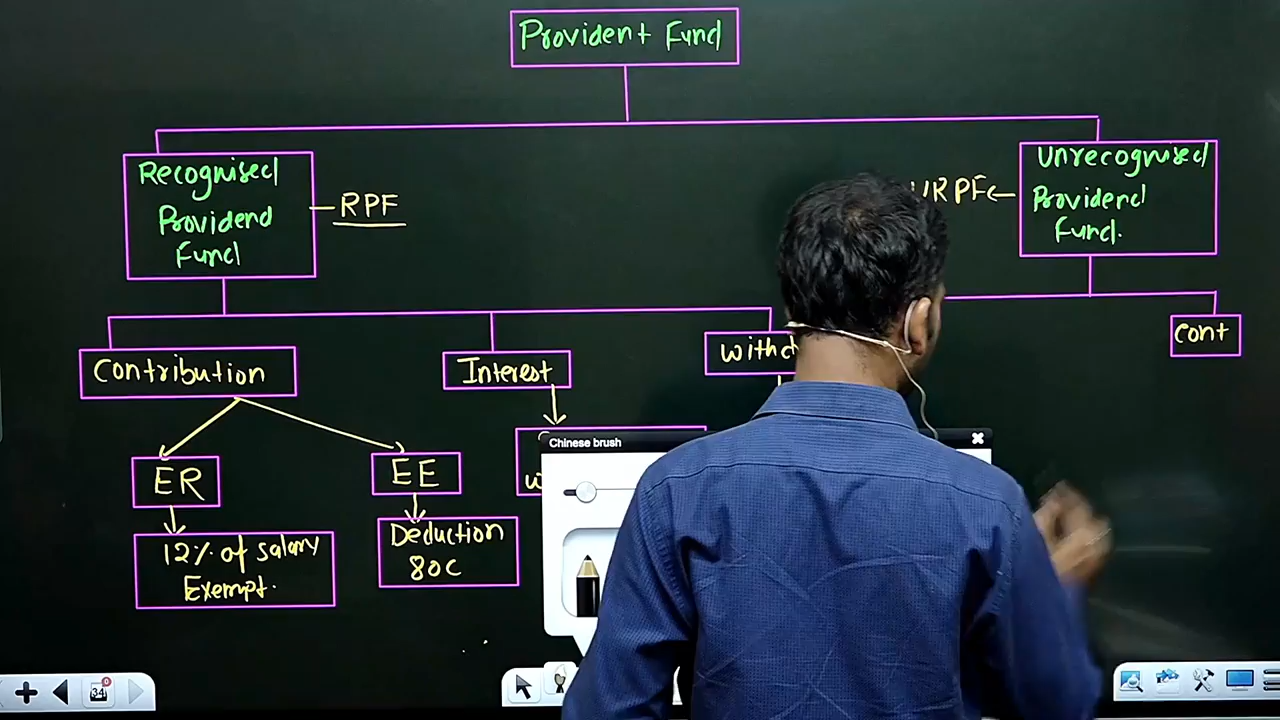 Provident Fund
Recognised
Providend
Fund
RPF
Unrecognised
Providend
Fund.
URPF
Contribution
Interest
cont
ER
EE
12% of salary
Exempt.
Deduction
80C
Chinese brush
34